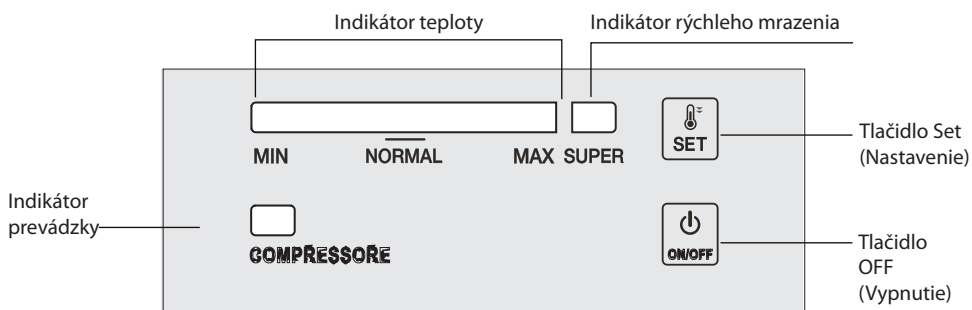 Indikátor teploty
Indikátor rýchleho mrazenia
MIN NORMAL MAX SUPER
SET
Tlačidlo Set
(Nastavenie)
Indikátor
prevádzky
COMPRESSORE
ON/OFF
Tlačidlo
OFF
(Vypnutie)